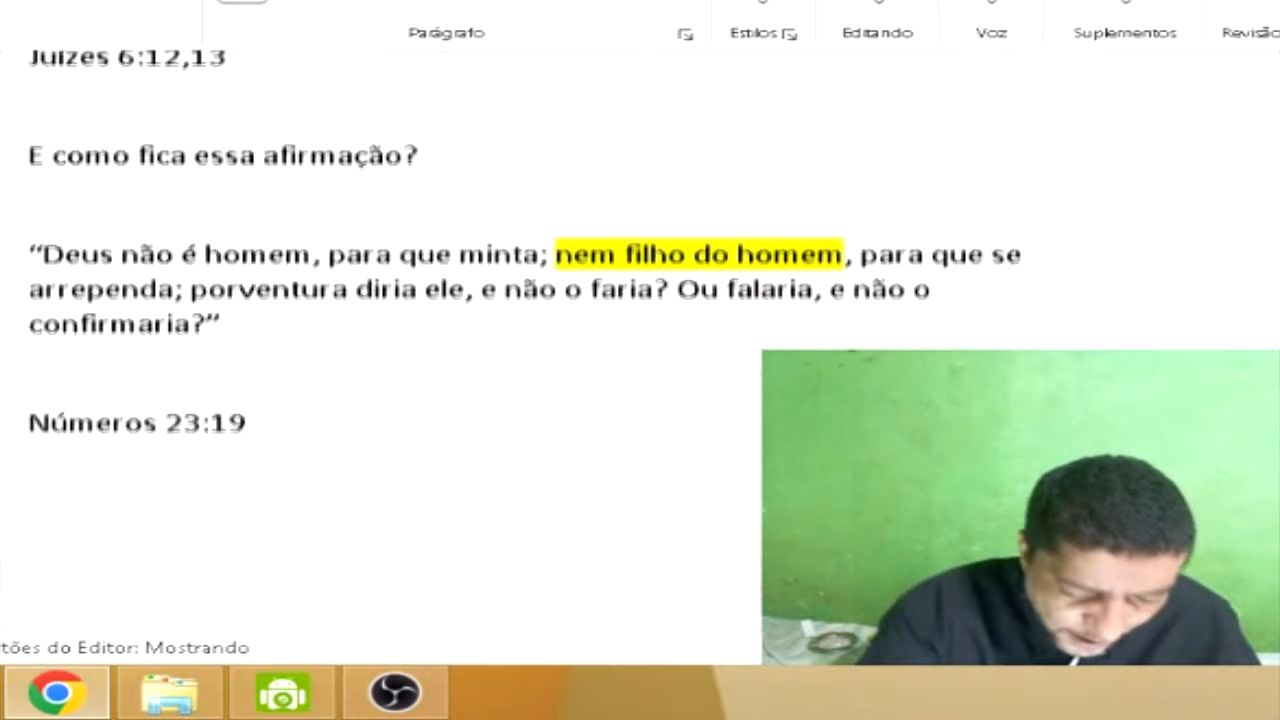 Parágrafo
Estilos
Editando
Voz
Suplementos
Revisão
Juízes 6:12,13
E como fica essa afirmação?
“Deus não é homem, para que minta; nem filho do homem, para que se
arrependa; porventura diria ele, e não o faria? Ou falaria, e não o
confirmaria?”
Números 23:19
tões do Editor: Mostrando